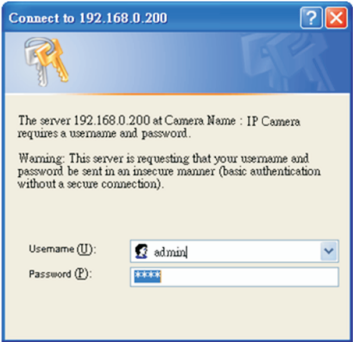 Connect to 192.168.0.200
The server 192.168.0.200 at Camera Name : IP Camera
requires a username and password.
Warning: This server is requesting that your username and
password be sent in an insecure manner (basic authentication
without a secure connection).
Username (U):
admin
Password (P):
****